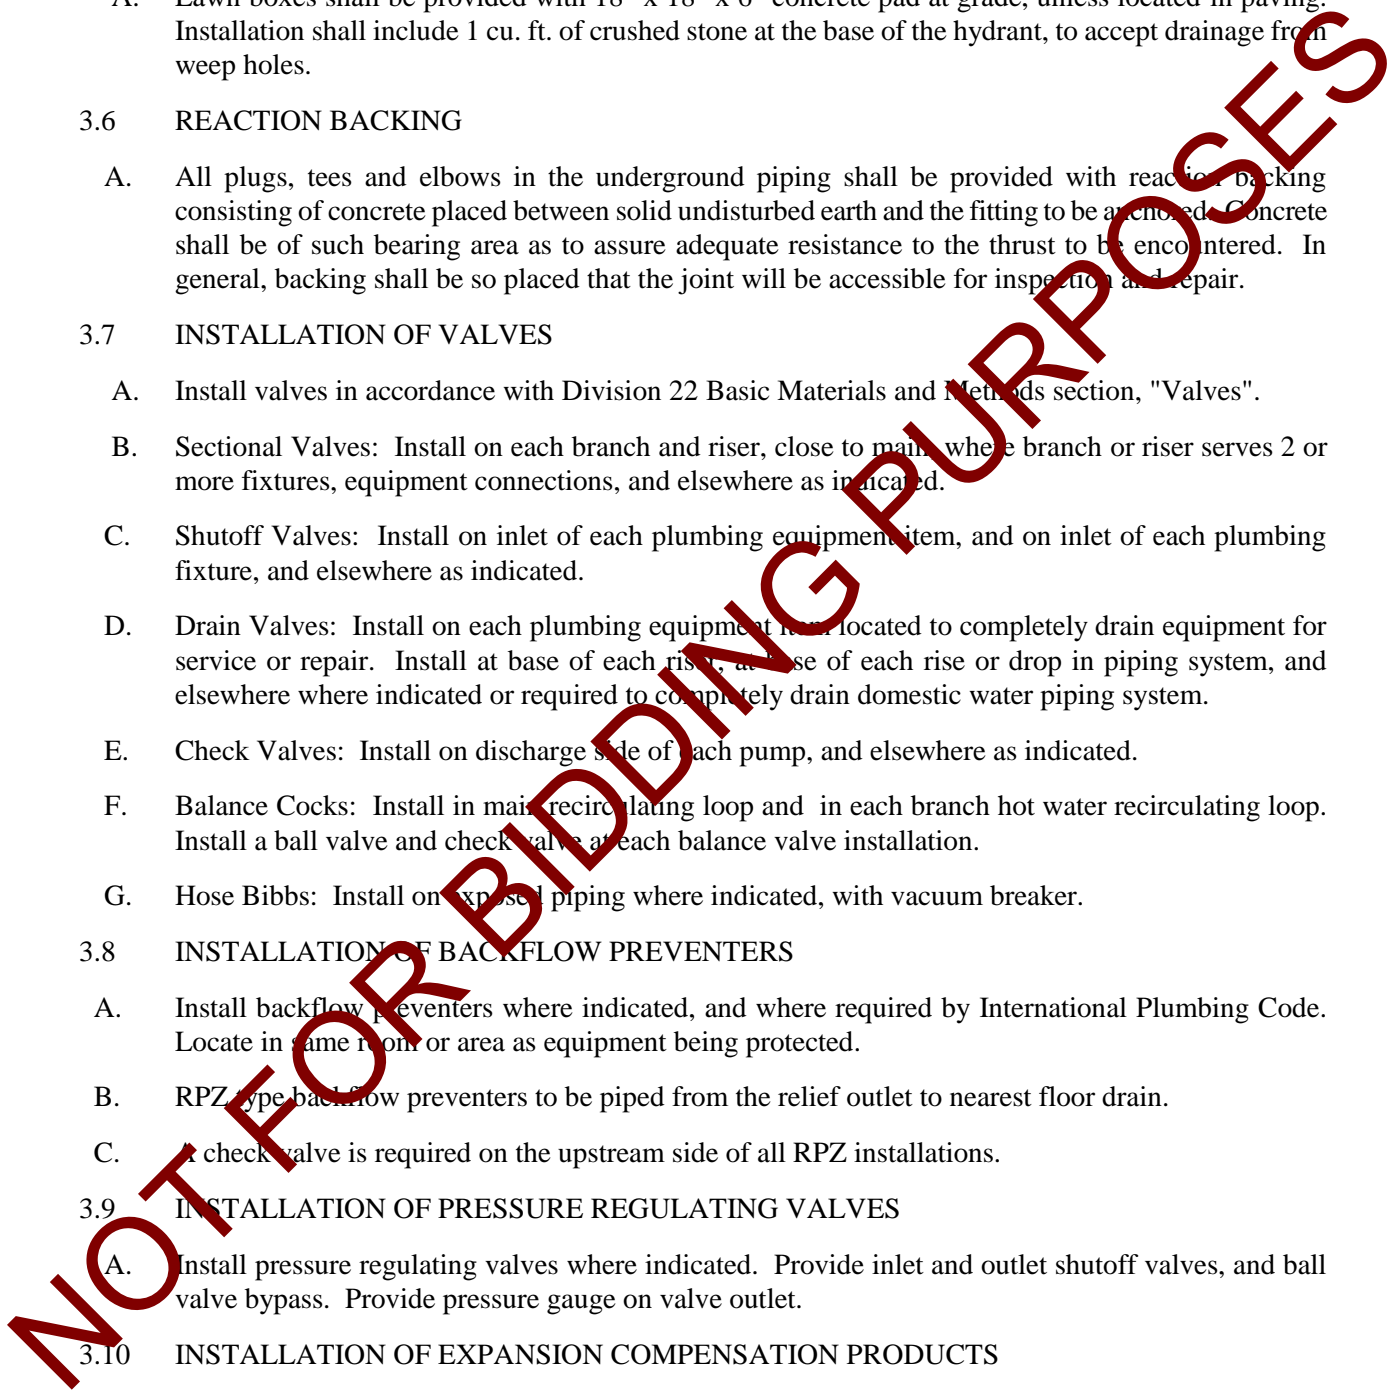 A. Lawn boxes shall be provided with 18" x 18" x 6" concrete pad at grade, unless located in paving.
Installation shall include 1 cu. ft. of crushed stone at the base of the hydrant, to accept drainage from
weep holes.
3.6 REACTION BACKING
A. All plugs, tees and elbows in the underground piping shall be provided with reaction backing
consisting of concrete placed between solid undisturbed earth and the fitting to be anchored. Concrete
shall be of such bearing area as to assure adequate resistance to the thrust to be encountered. In
general, backing shall be so placed that the joint will be accessible for inspection and repair.
3.7 INSTALLATION OF VALVES
A. Install valves in accordance with Division 22 Basic Materials and Methods section, "Valves".
B. Sectional Valves: Install on each branch and riser, close to main, where branch or riser serves 2 or
more fixtures, equipment connections, and elsewhere as indicated.
C. Shutoff Valves: Install on inlet of each plumbing equipment item, and on inlet of each plumbing
fixture, and elsewhere as indicated.
D. Drain Valves: Install on each plumbing equipment item located to completely drain equipment for
service or repair. Install at base of each riser, at base of each rise or drop in piping system, and
elsewhere where indicated or required to completely drain domestic water piping system.
E. Check Valves: Install on discharge side of each pump, and elsewhere as indicated.
F. Balance Cocks: Install in main recirculating loop and in each branch hot water recirculating loop.
Install a ball valve and check valve at each balance valve installation.
G. Hose Bibbs: Install on exposed piping where indicated, with vacuum breaker.
3.8 INSTALLATION OF BACKFLOW PREVENTERS
A. Install backflow preventers where indicated, and where required by International Plumbing Code.
Locate in same room or area as equipment being protected.
B. RPZ type backflow preventers to be piped from the relief outlet to nearest floor drain.
C. A check valve is required on the upstream side of all RPZ installations.
3.9 INSTALLATION OF PRESSURE REGULATING VALVES
A. Install pressure regulating valves where indicated. Provide inlet and outlet shutoff valves, and ball
valve bypass. Provide pressure gauge on valve outlet.
3.10 INSTALLATION OF EXPANSION COMPENSATION PRODUCTS
NOT FOR BIDDING PURPOSES